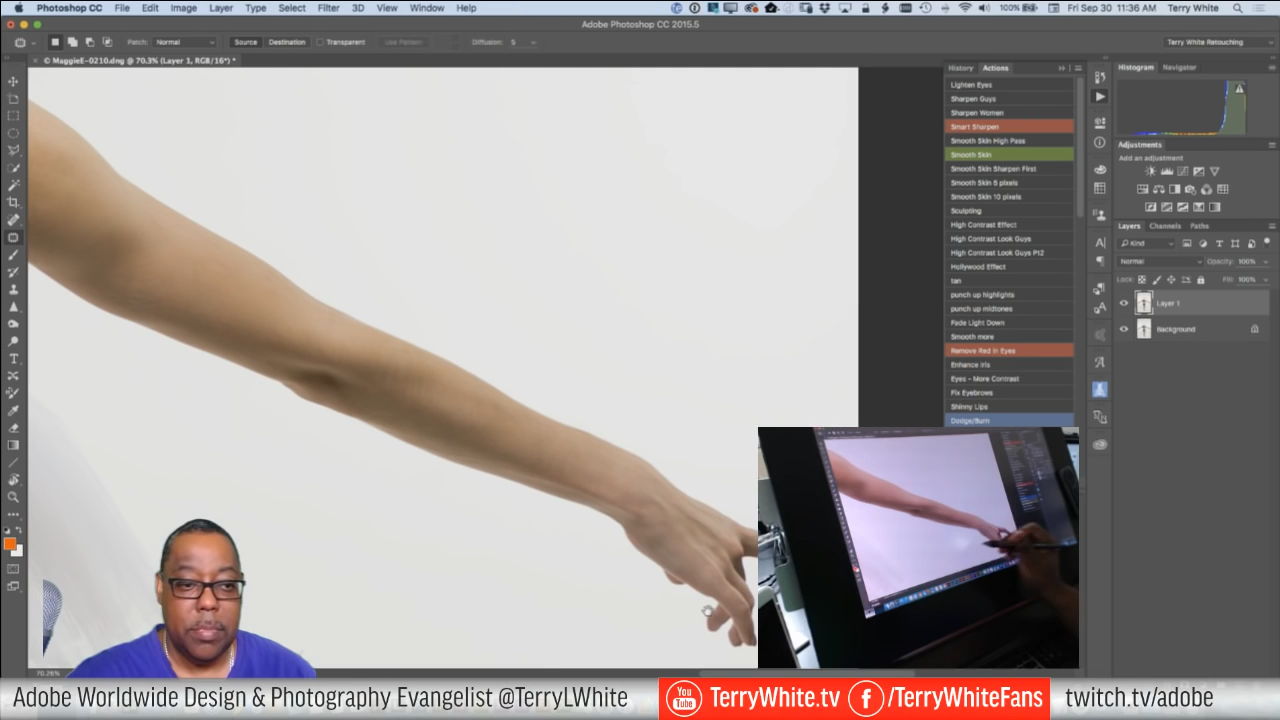 Photoshop CC File Edit Image Layer Type Select Filter 3D View Window Help 100% Fri Sep 30 11:36 AM Terry White
Adobe Photoshop CC 2015.5
Patch: Normal Source Destination Transparent Use Pattern Diffusion: 5 Terry White Retouching
© MaggieE-0210.dng @ 70.3% (Layer 1, RGB/16*) *
History Actions
Lighten Eyes
Sharpen Guys
Sharpen Women
Smart Sharpen
Smooth Skin High Pass
Smooth Skin
Smooth Skin Sharpen First
Smooth Skin 5 pixels
Smooth Skin 10 pixels
Sculpting
High Contrast Effect
High Contrast Look Guys
High Contrast Look Guys P12
Hollywood Effect
tan
punch up highlights
punch up midtones
Fade Light Down
Smooth more
Remove Red in Eyes
Enhance Iris
Eyes - More Contrast
Fix Eyebrows
Shinny Lips
Dodge/Burn
Histogram Navigator
Adjustments
Add an adjustment
Layers Channels Paths
Kind
Normal Opacity: 100%
Lock: Fill: 100%
Layer 1
Background
70.26%
Adobe Worldwide Design & Photography Evangelist @TerryLWhite
You Tube TerryWhite.tv f /TerryWhiteFans twitch.tv/adobe